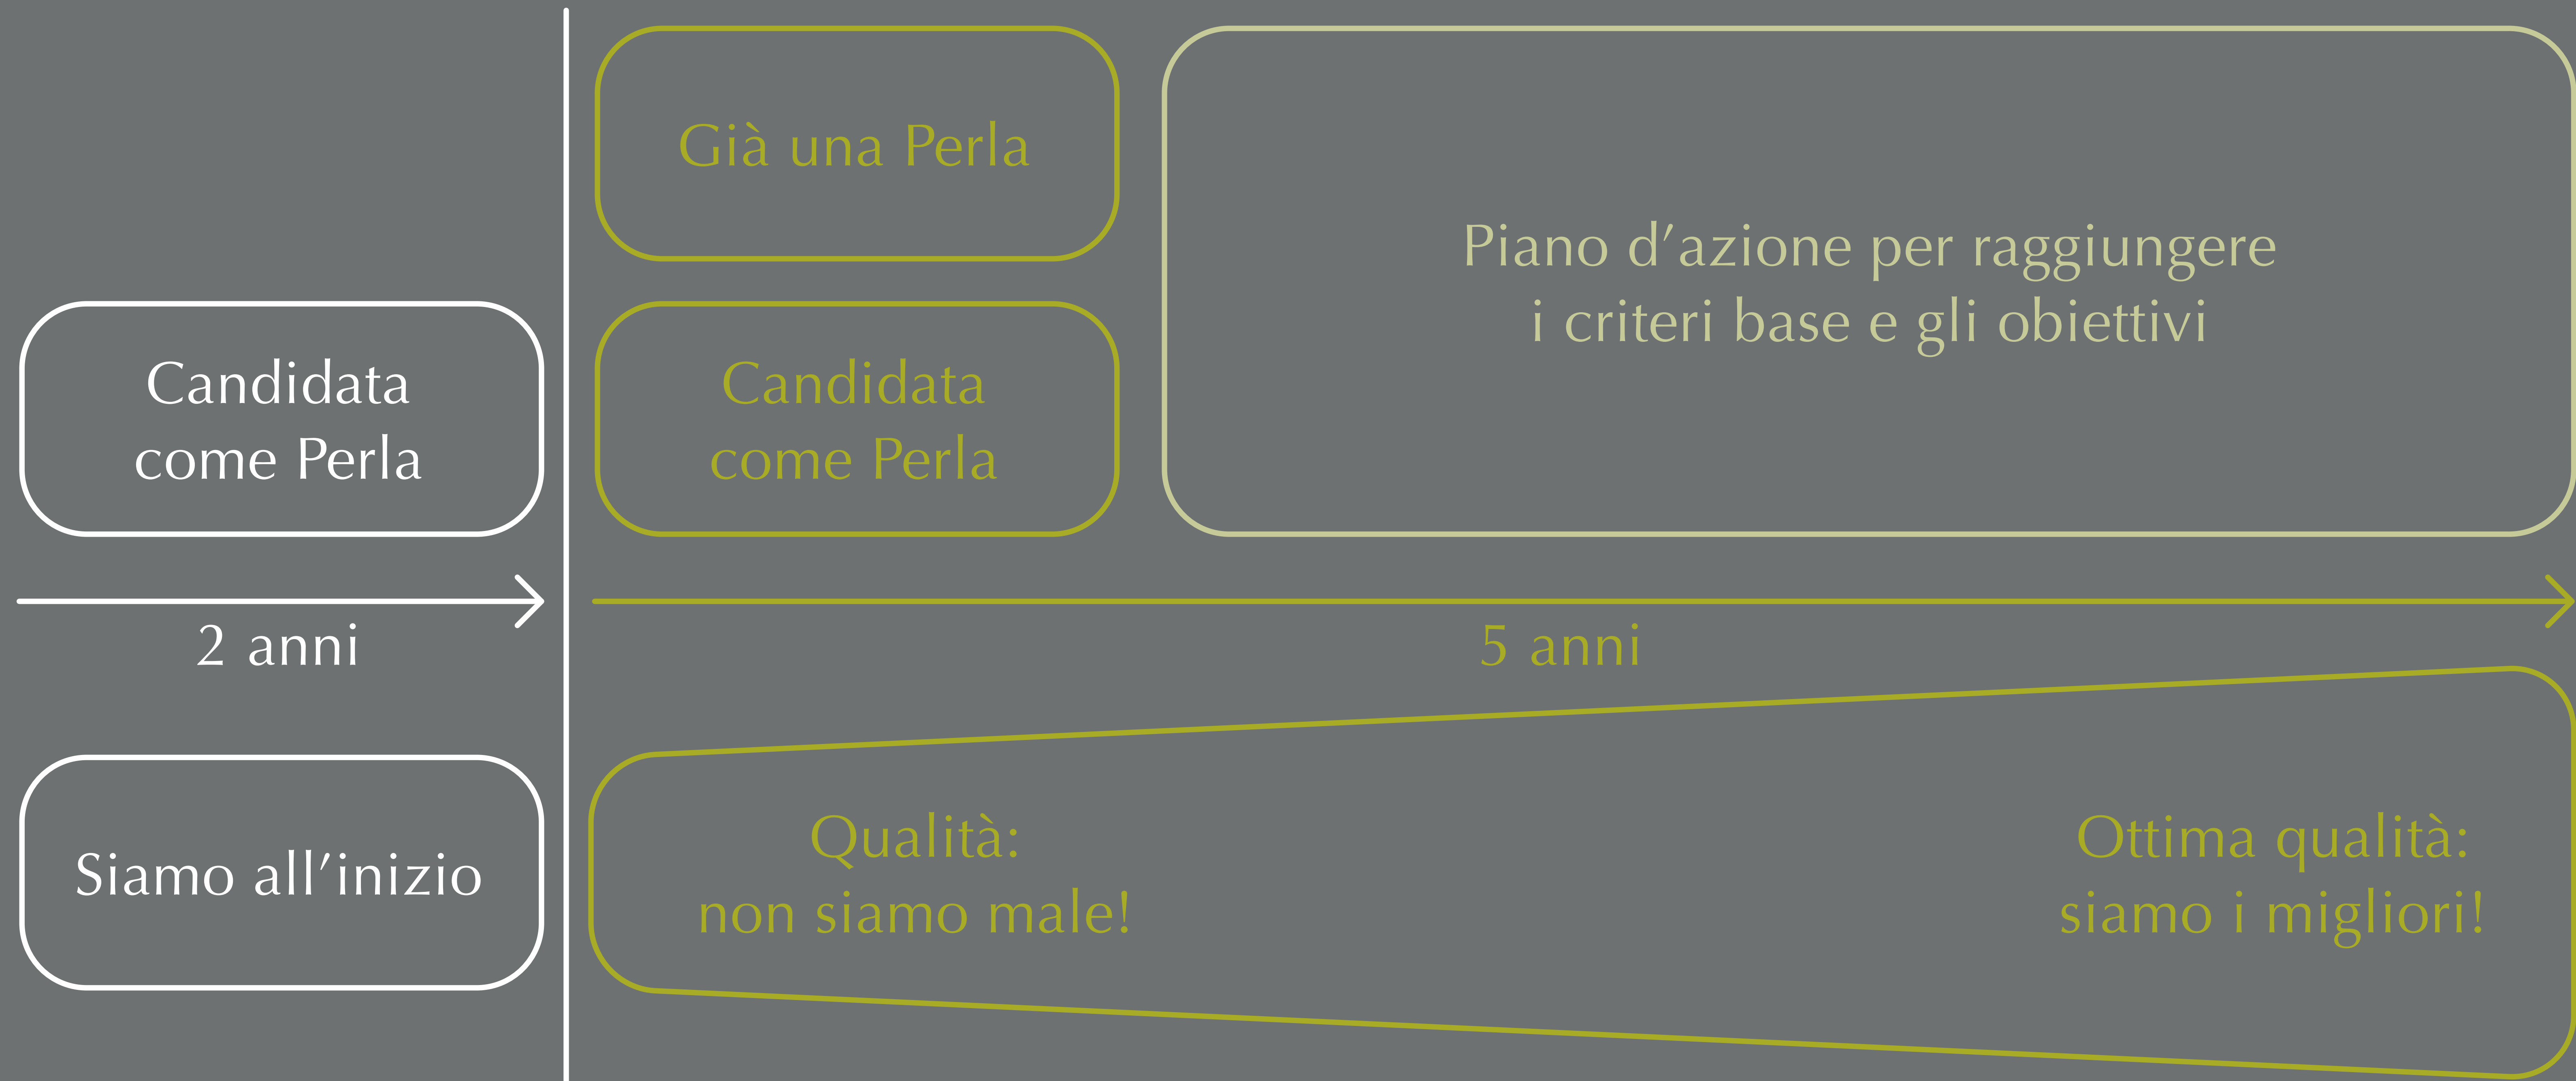 Già una Perla
Piano d’azione per raggiungere
i criteri base e gli obiettivi
Candidata
come Perla
Candidata
come Perla
2 anni
5 anni
Siamo all’inizio
Qualità:
non siamo male!
Ottima qualità:
siamo i migliori!